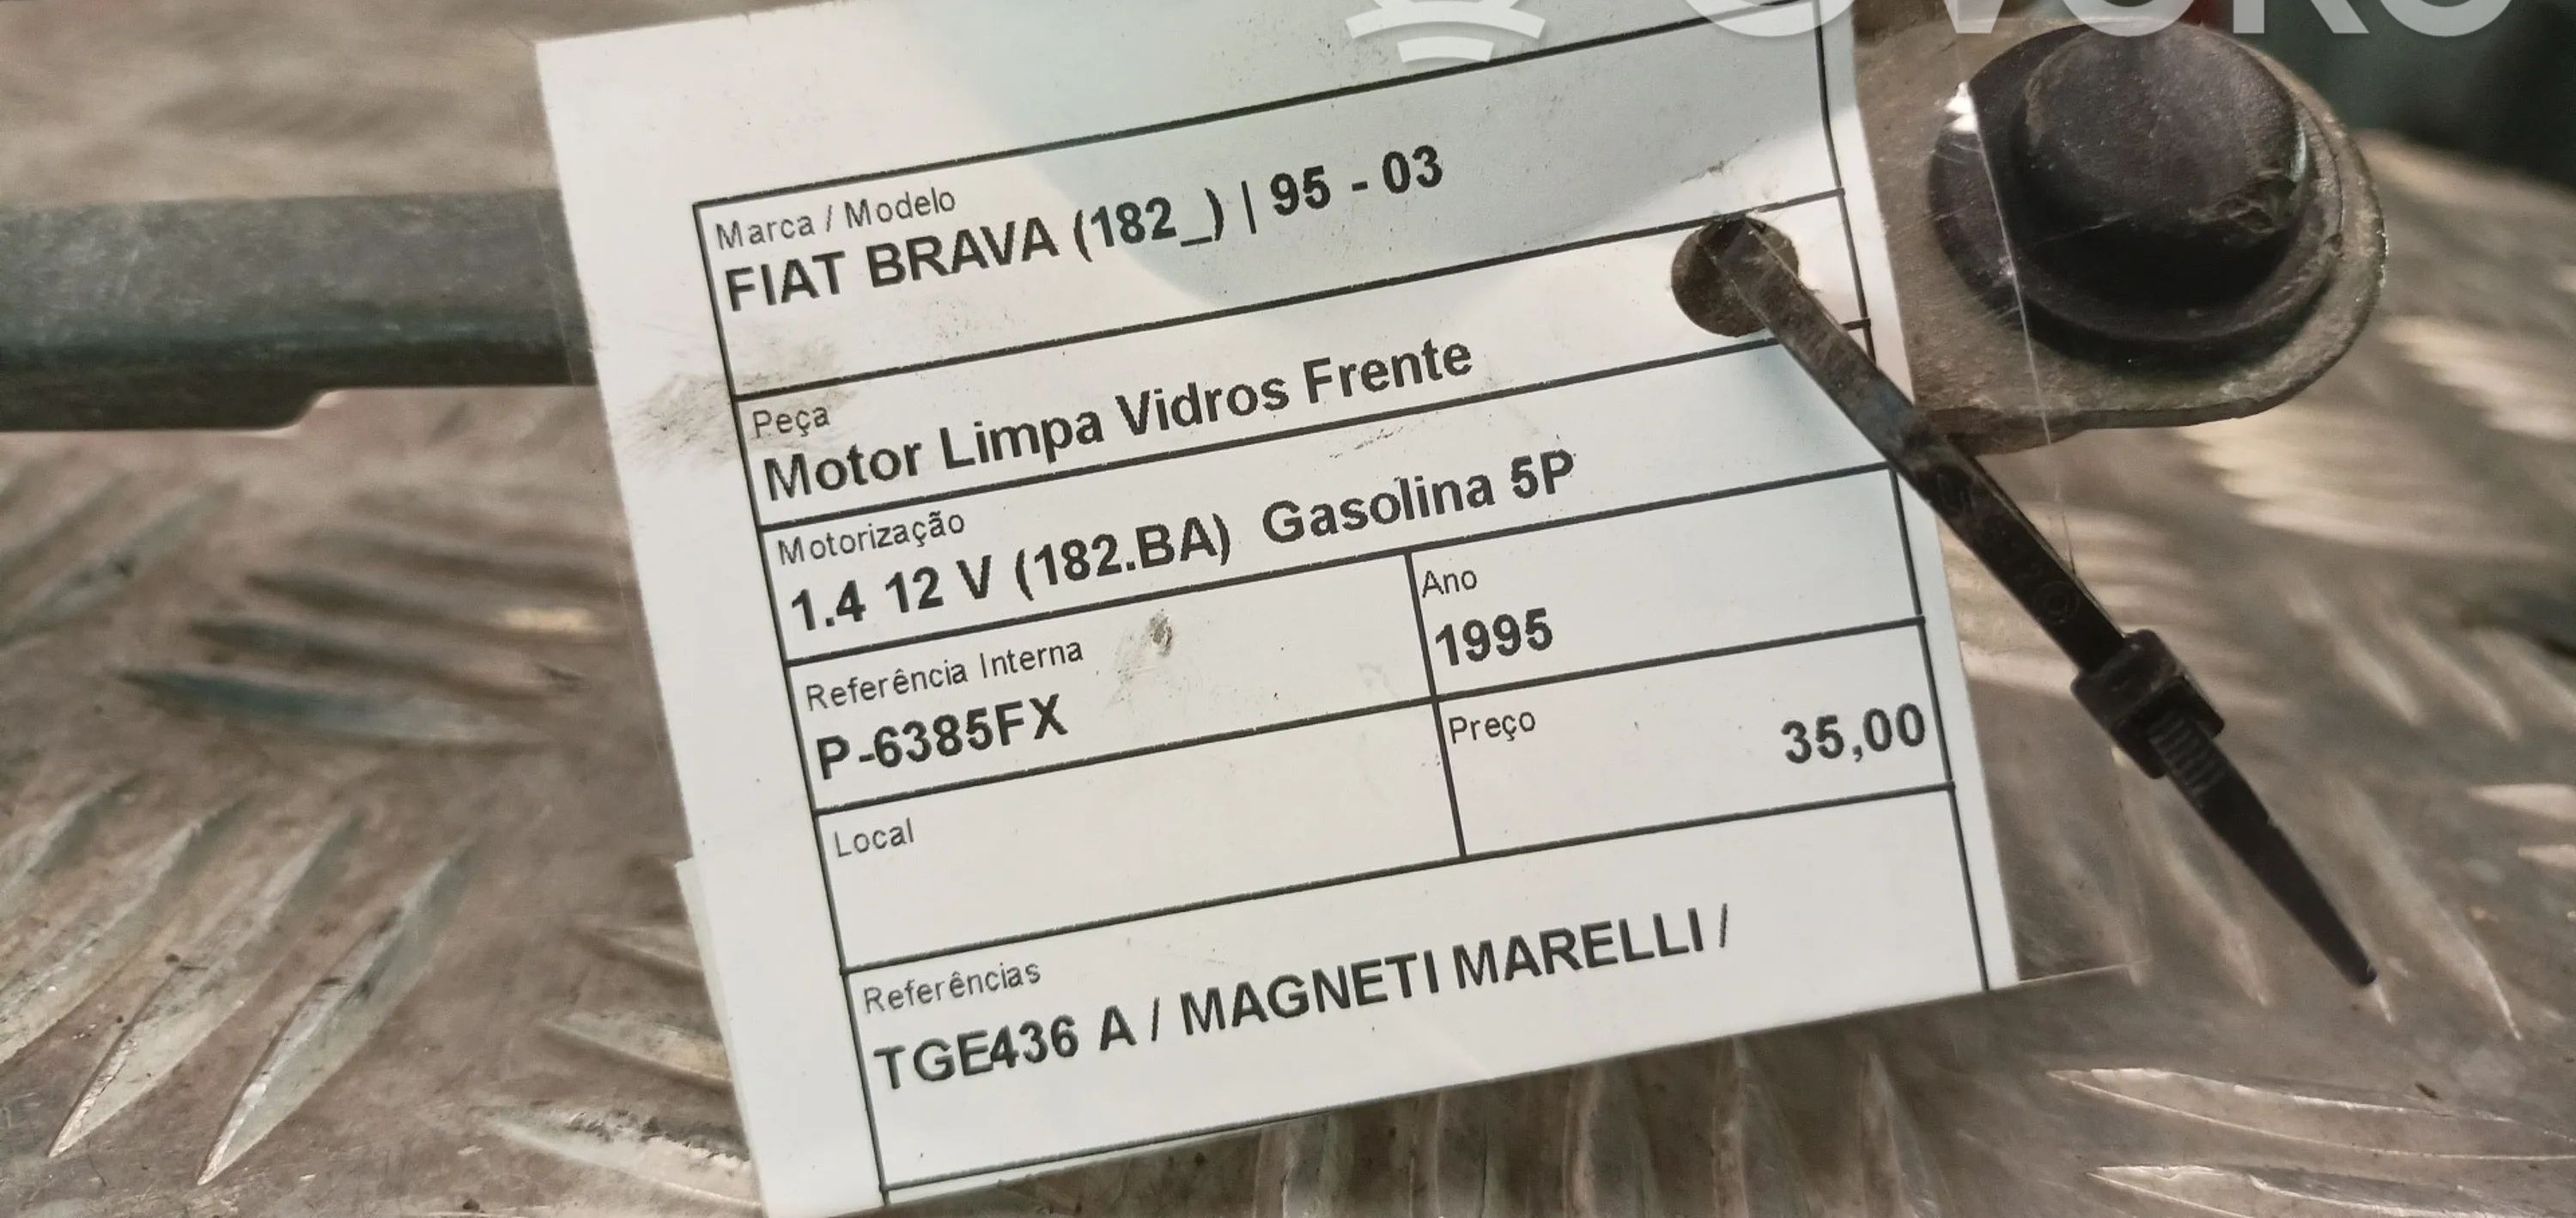 Marca / Modelo
FIAT BRAVA (182_) | 95 - 03
Peça
Motor Limpa Vidros Frente
Motorização
1.4 12 V (182.BA) Gasolina 5P
Referência Interna
P-6385FX
Ano
1995
Local
Preço
35,00
Referências
TGE436 A / MAGNETI MARELLI /